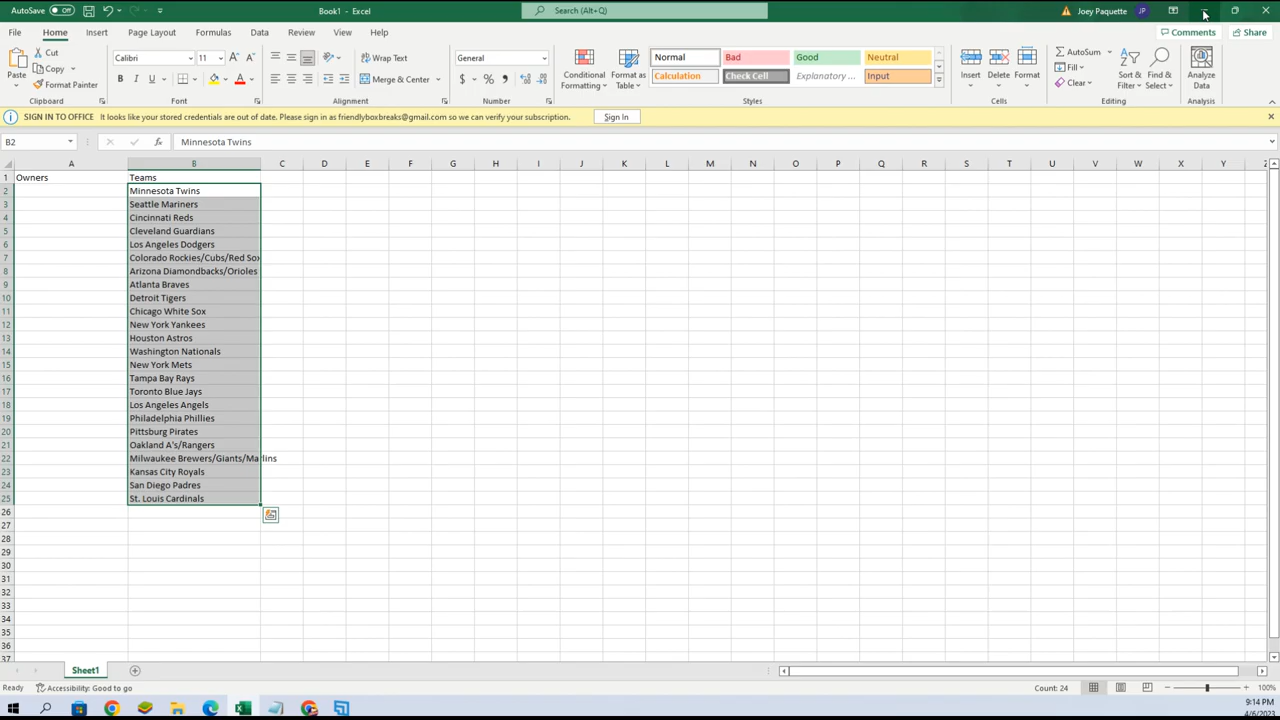 AutoSave Off Book1 - Excel Search (Alt+Q) Joey Paquette JP
File Home Insert Page Layout Formulas Data Review View Help Comments Share
Paste Cut Copy Format Painter Clipboard
Calibri 11 B I U A Font
Wrap Text Merge & Center Alignment
General $ % , Number
Conditional Formatting Format as Table
Normal Bad Good Neutral
Calculation Check Cell Explanatory ... Input
Styles
Insert Delete Format Cells
AutoSum Fill Clear Sort & Filter Find & Select Editing
Analyze Data Analysis
SIGN IN TO OFFICE It looks like your stored credentials are out of date. Please sign in as friendlyboxbreaks@gmail.com so we can verify your subscription. Sign In
B2 fx Minnesota Twins
A B C D E F G H I J K L M N O P Q R S T U V W X Y Z
1 Owners Teams
2 Minnesota Twins
3 Seattle Mariners
4 Cincinnati Reds
5 Cleveland Guardians
6 Los Angeles Dodgers
7 Colorado Rockies/Cubs/Red Sox
8 Arizona Diamondbacks/Orioles
9 Atlanta Braves
10 Detroit Tigers
11 Chicago White Sox
12 New York Yankees
13 Houston Astros
14 Washington Nationals
15 New York Mets
16 Tampa Bay Rays
17 Toronto Blue Jays
18 Los Angeles Angels
19 Philadelphia Phillies
20 Pittsburg Pirates
21 Oakland A's/Rangers
22 Milwaukee Brewers/Giants/Marlins
23 Kansas City Royals
24 San Diego Padres
25 St. Louis Cardinals
26
27
28
29
30
31
32
33
34
35
36
37
Sheet1
Ready Accessibility: Good to go Count: 24 100%
9:14 PM
4/6/2023